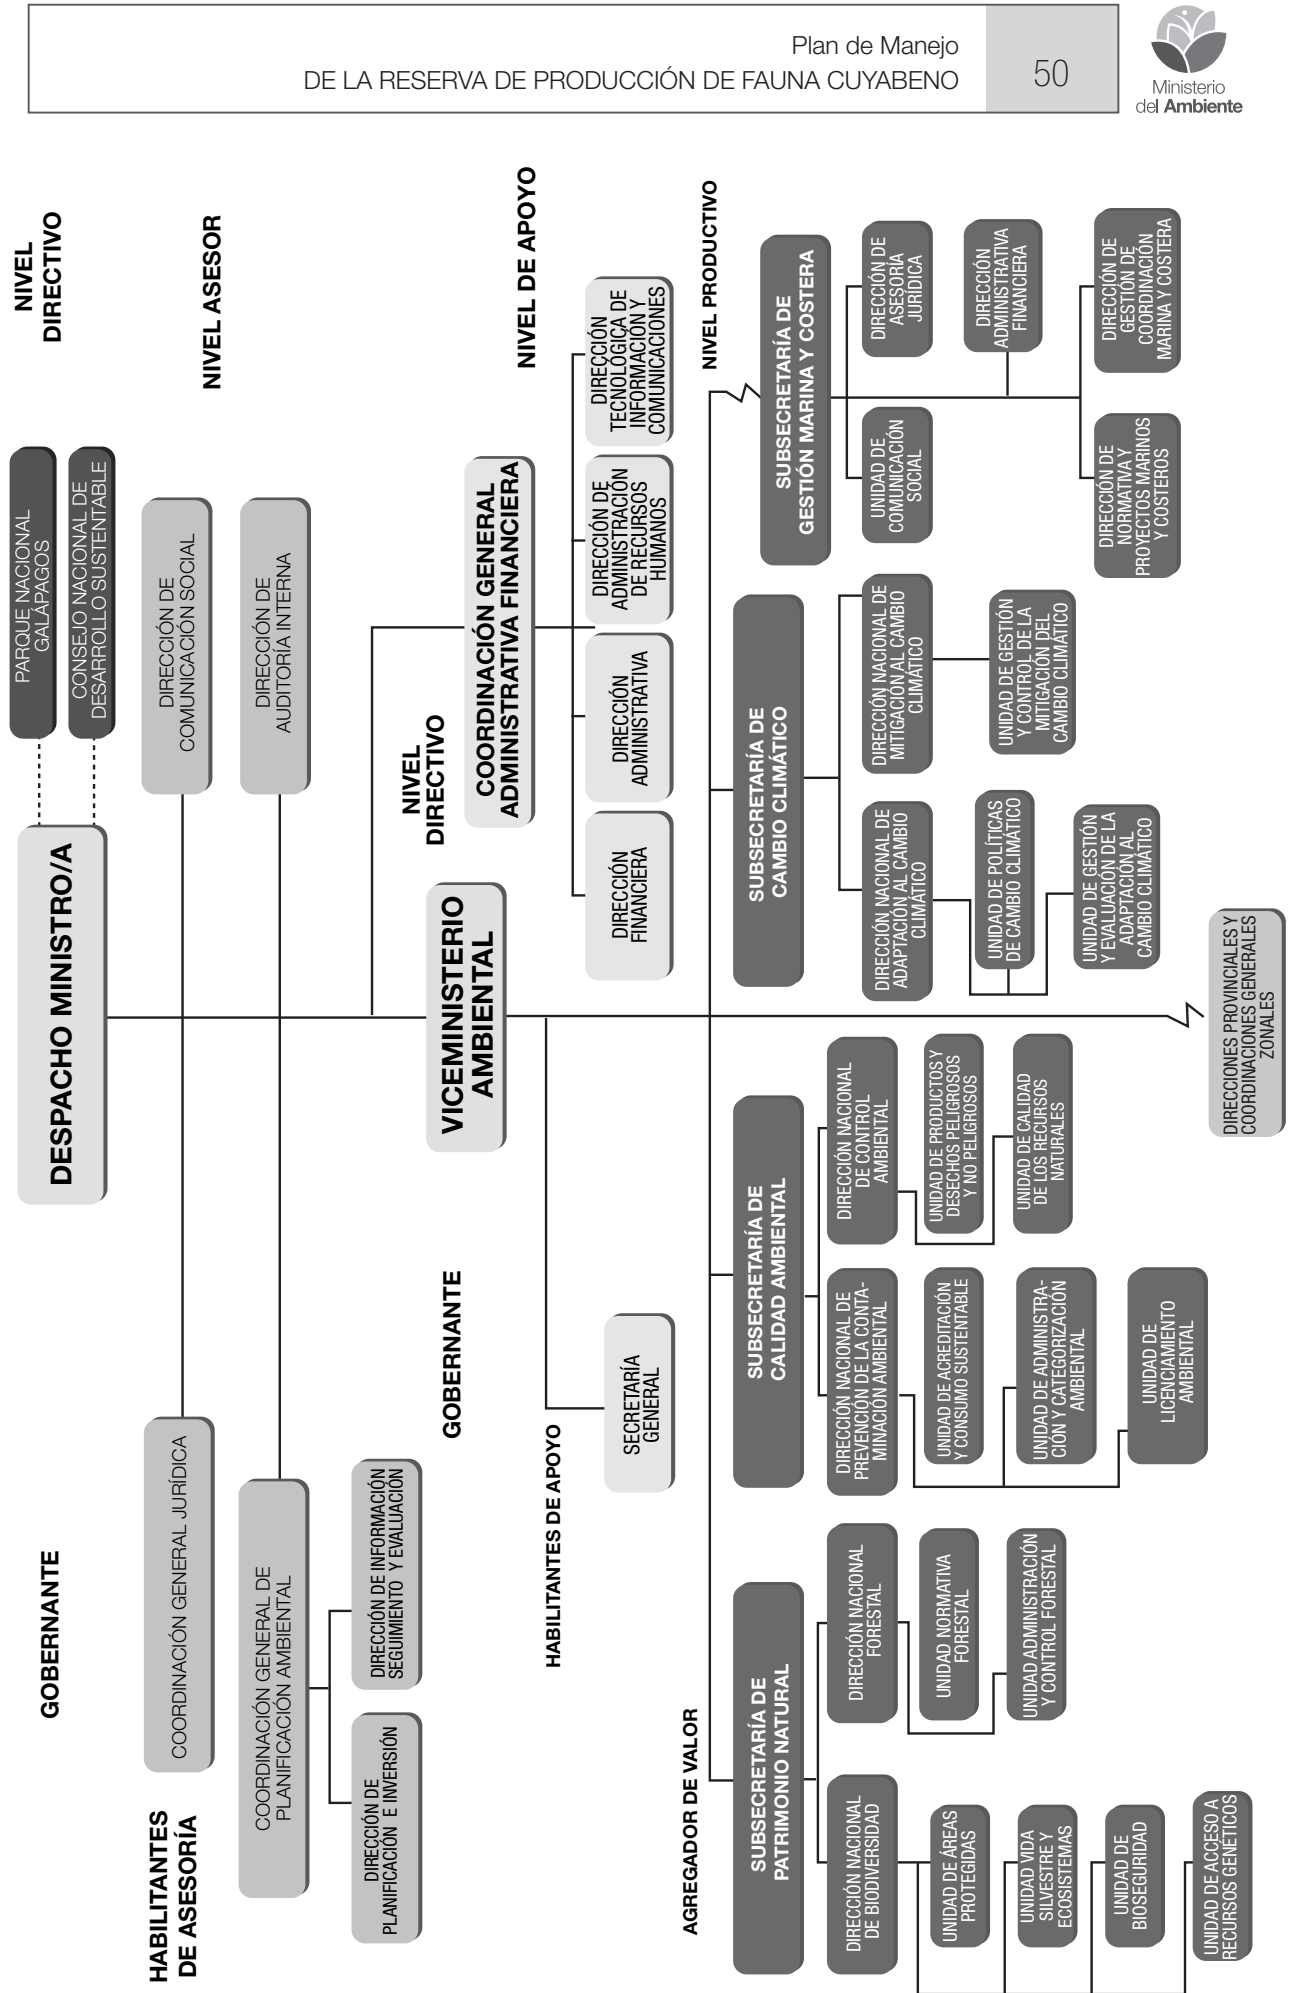 Plan de Manejo
DE LA RESERVA DE PRODUCCIÓN DE FAUNA CUYABENO
50
Ministerio
del Ambiente
GOBERNANTE
DESPACHO MINISTRO/A
PARQUE NACIONAL
GALÁPAGOS
CONSEJO NACIONAL DE
DESARROLLO SUSTENTABLE
NIVEL
DIRECTIVO
HABILITANTES
DE ASESORÍA
COORDINACIÓN GENERAL JURÍDICA
DIRECCIÓN DE
COMUNICACIÓN SOCIAL
NIVEL ASESOR
COORDINACIÓN GENERAL DE
PLANIFICACIÓN AMBIENTAL
DIRECCIÓN DE
AUDITORÍA INTERNA
DIRECCIÓN DE
PLANIFICACIÓN E INVERSIÓN
DIRECCIÓN DE INFORMACIÓN
SEGUIMIENTO Y EVALUACIÓN
GOBERNANTE
VICEMINISTERIO
AMBIENTAL
NIVEL
DIRECTIVO
COORDINACIÓN GENERAL
ADMINISTRATIVA FINANCIERA
NIVEL DE APOYO
HABILITANTES DE APOYO
SECRETARÍA
GENERAL
DIRECCIÓN
FINANCIERA
DIRECCIÓN
ADMINISTRATIVA
DIRECCIÓN DE
ADMINISTRACIÓN
DE RECURSOS
HUMANOS
DIRECCIÓN
TECNOLÓGICA DE
INFORMACIÓN Y
COMUNICACIONES
AGREGADOR DE VALOR
NIVEL PRODUCTIVO
SUBSECRETARÍA DE
PATRIMONIO NATURAL
DIRECCIÓN NACIONAL
DE BIODIVERSIDAD
UNIDAD DE ÁREAS
PROTEGIDAS
UNIDAD VIDA
SILVESTRE Y
ECOSISTEMAS
UNIDAD DE
BIOSEGURIDAD
UNIDAD DE ACCESO A
RECURSOS GENÉTICOS
DIRECCIÓN NACIONAL
FORESTAL
UNIDAD NORMATIVA
FORESTAL
UNIDAD ADMINISTRACIÓN
Y CONTROL FORESTAL
SUBSECRETARÍA DE
CALIDAD AMBIENTAL
DIRECCIÓN NACIONAL DE
PREVENCIÓN DE LA CONTA-
MINACIÓN AMBIENTAL
UNIDAD DE ACREDITACIÓN
Y CONSUMO SUSTENTABLE
UNIDAD DE ADMINISTRA-
CIÓN Y CATEGORIZACIÓN
AMBIENTAL
UNIDAD DE
LICENCIAMIENTO
AMBIENTAL
DIRECCIÓN NACIONAL
DE CONTROL
AMBIENTAL
UNIDAD DE PRODUCTOS Y
DESECHOS PELIGROSOS
Y NO PELIGROSOS
UNIDAD DE CALIDAD
DE LOS RECURSOS
NATURALES
SUBSECRETARÍA DE
CAMBIO CLIMÁTICO
DIRECCIÓN NACIONAL DE
ADAPTACIÓN AL CAMBIO
CLIMÁTICO
UNIDAD DE POLÍTICAS
DE CAMBIO CLIMÁTICO
UNIDAD DE GESTIÓN
Y EVALUACIÓN DE LA
ADAPTACIÓN AL
CAMBIO CLIMÁTICO
DIRECCIÓN NACIONAL DE
MITIGACIÓN AL CAMBIO
CLIMÁTICO
UNIDAD DE GESTIÓN
Y CONTROL DE LA
MITIGACIÓN DEL
CAMBIO CLIMÁTICO
SUBSECRETARÍA DE
GESTIÓN MARINA Y COSTERA
UNIDAD DE
COMUNICACIÓN
SOCIAL
DIRECCIÓN DE
ASESORÍA
JURÍDICA
DIRECCIÓN
ADMINISTRATIVA
FINANCIERA
DIRECCIÓN DE
NORMATIVA Y
PROYECTOS MARINOS
Y COSTEROS
DIRECCIÓN DE
GESTIÓN DE
COORDINACIÓN
MARINA Y COSTERA
DIRECCIONES PROVINCIALES Y
COORDINACIONES GENERALES
ZONALES